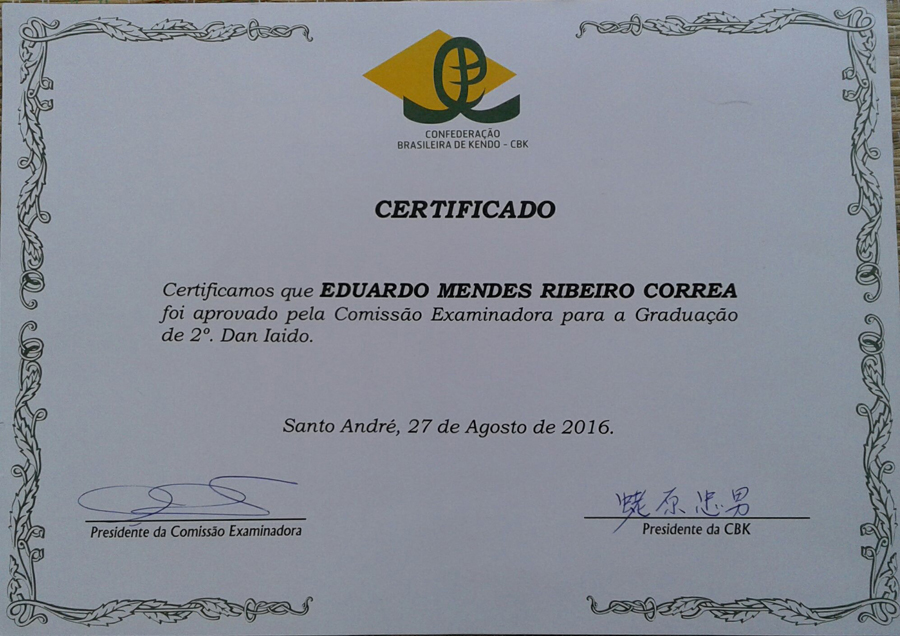 CONFEDERAÇÃO
BRASILEIRA DE KENDO - CBK
CERTIFICADO
Certificamos que EDUARDO MENDES RIBEIRO CORREA
foi aprovado pela Comissão Examinadora para a Graduação
de 2º. Dan Iaido.
Santo André, 27 de Agosto de 2016.
原忠男
Presidente da Comissão Examinadora
Presidente da CBK